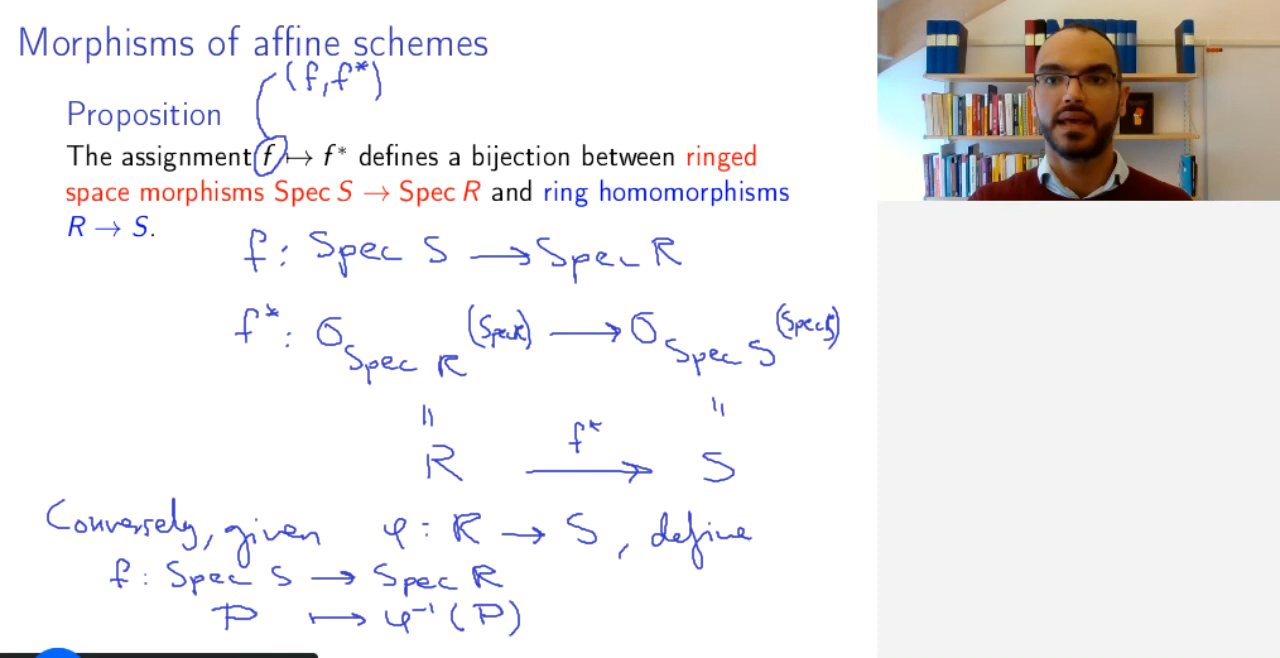 Morphisms of affine schemes
(f, f*)
Proposition
The assignment f ↦ f* defines a bijection between ringed
space morphisms Spec S → Spec R and ring homomorphisms
R → S.
f : Spec S → Spec R
f* : O_Spec R (Spec R) → O_Spec S (Spec S)
= =
R f* → S
Conversely, given φ : R → S, define
f : Spec S → Spec R
P ↦ φ⁻¹(P)